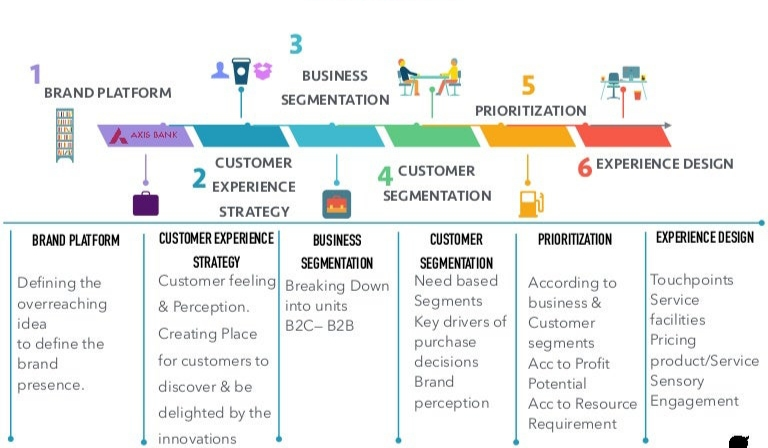 1
BRAND PLATFORM
AXIS BANK
2
CUSTOMER
EXPERIENCE
STRATEGY
3
BUSINESS
SEGMENTATION
4
CUSTOMER
SEGMENTATION
5
PRIORITIZATION
6
EXPERIENCE DESIGN
BRAND PLATFORM
Defining the
overreaching
idea
to define the
brand
presence.
CUSTOMER EXPERIENCE
STRATEGY
Customer feeling
& Perception.
Creating Place
for customers to
discover & be
delighted by the
innovations
BUSINESS
SEGMENTATION
Breaking Down
into units
B2C– B2B
CUSTOMER
SEGMENTATION
Need based
Segments
Key drivers of
purchase
decisions
Brand
perception
PRIORITIZATION
According to
business &
Customer
segments
Acc to Profit
Potential
Acc to Resource
Requirement
EXPERIENCE DESIGN
Touchpoints
Service
facilities
Pricing
product/Service
Sensory
Engagement